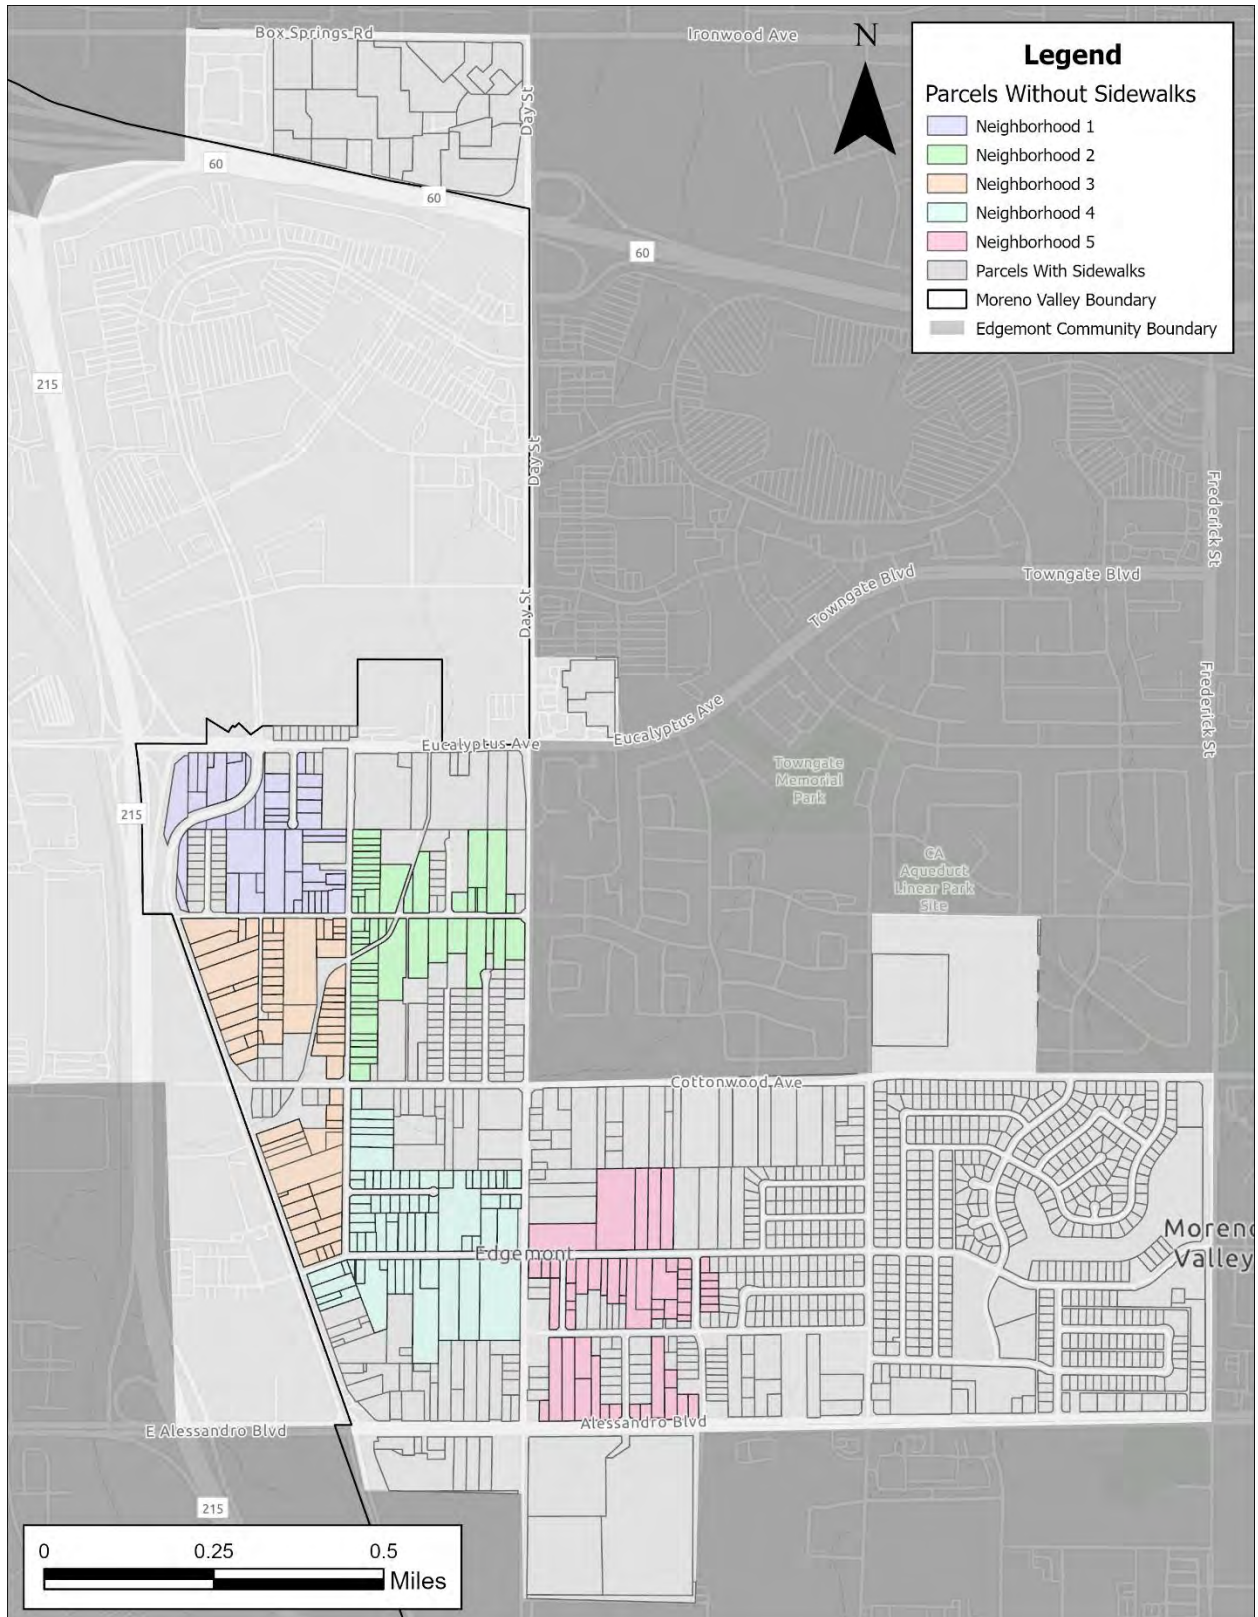 Box Springs Rd
Ironwood Ave
N
Legend
Parcels Without Sidewalks
Neighborhood 1
Neighborhood 2
Neighborhood 3
Neighborhood 4
Neighborhood 5
Parcels With Sidewalks
Moreno Valley Boundary
Edgemont Community Boundary
Day St
60
60
60
215
Day St
Frederick St
Towngate Blvd
Towngate Blvd
Day St
Frederick St
Eucalyptus Ave
Eucalyptus Ave
Towngate
Memorial
Park
215
CA
Aqueduct
Linear Park
Site
Cottonwood Ave
Moreno
Valley
Edgemont
Alessandro Blvd
E Alessandro Blvd
215
0 0.25 0.5
Miles